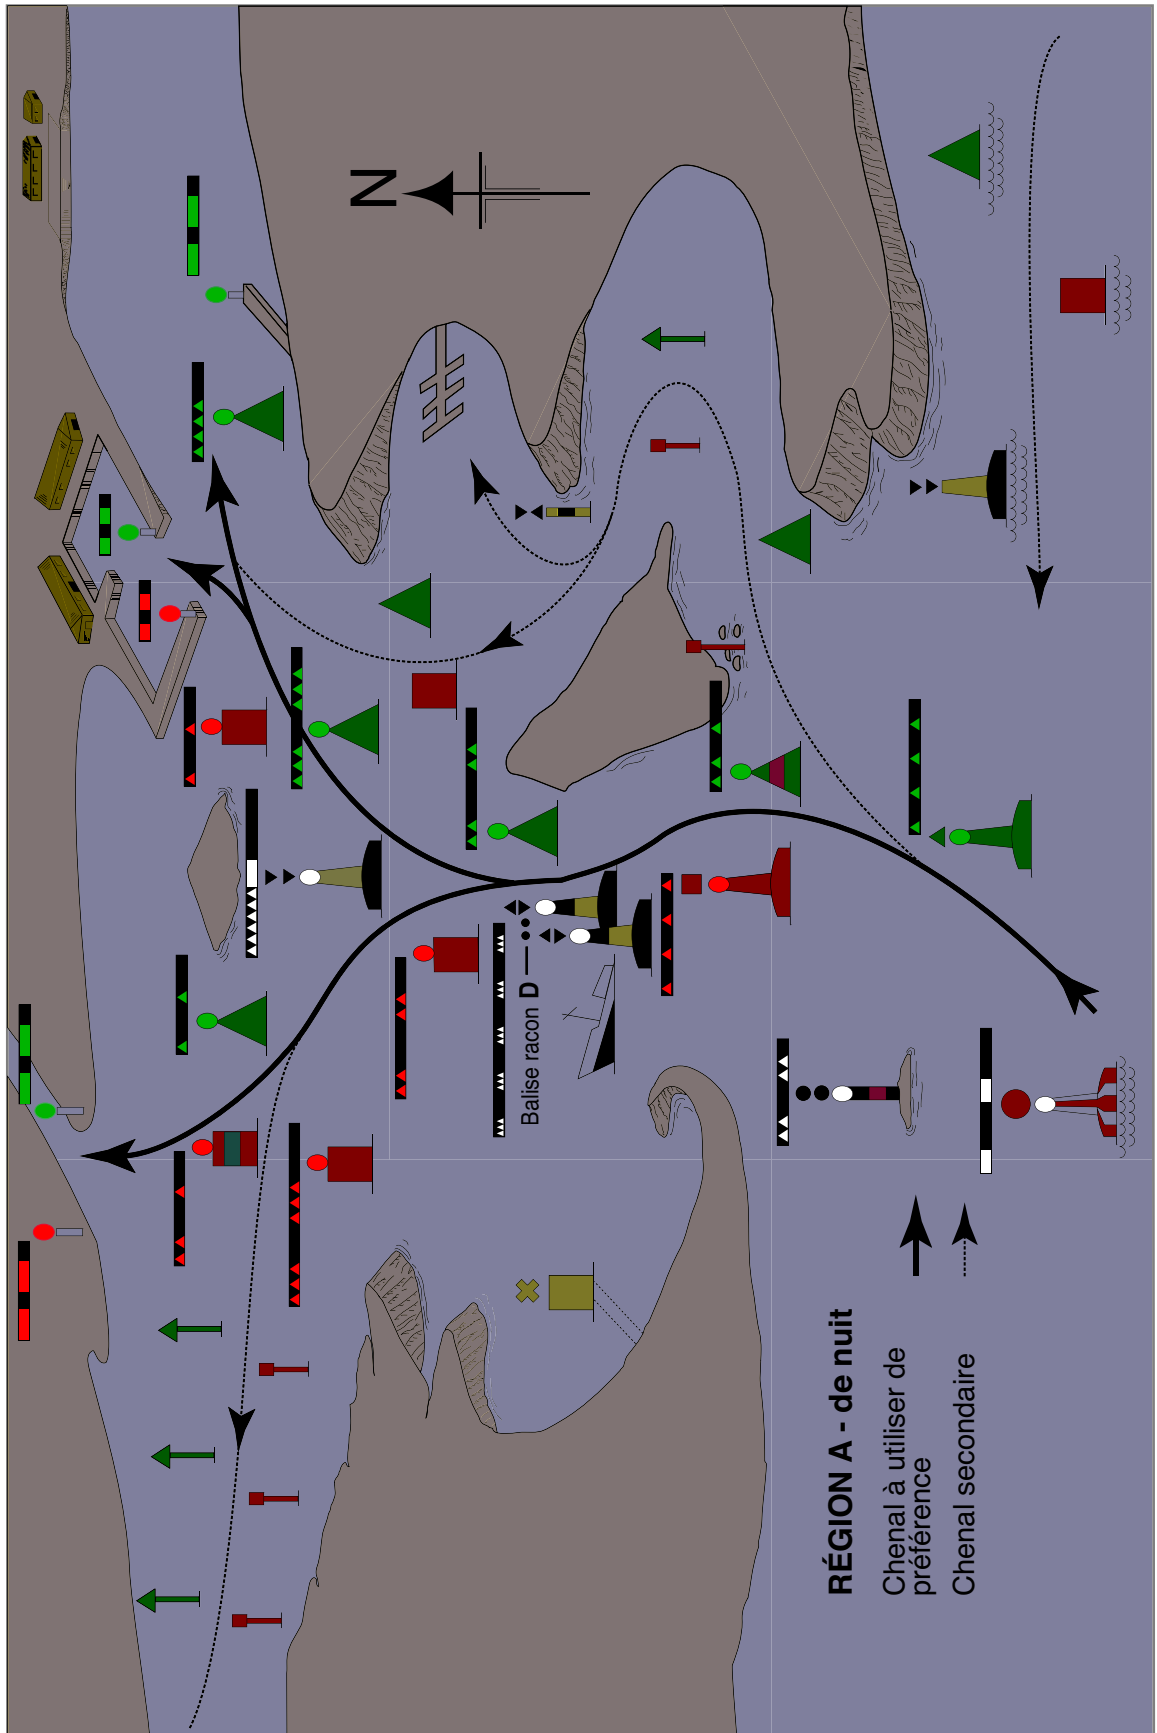 N
Balise racon D
RÉGION A - de nuit
Chenal à utiliser de
préférence
Chenal secondaire